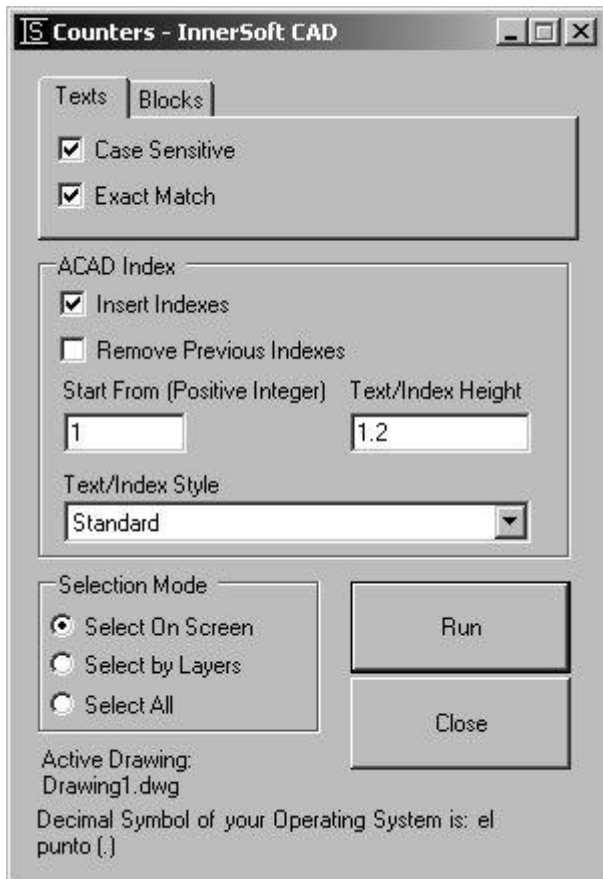 IS Counters - InnerSoft CAD
Texts Blocks
Case Sensitive
Exact Match
ACAD Index
Insert Indexes
Remove Previous Indexes
Start From (Positive Integer) Text/Index Height
1 1.2
Text/Index Style
Standard
Selection Mode
Select On Screen Run
Select by Layers
Select All
Close
Active Drawing:
Drawing1.dwg
Decimal Symbol of your Operating System is: el
punto (.)